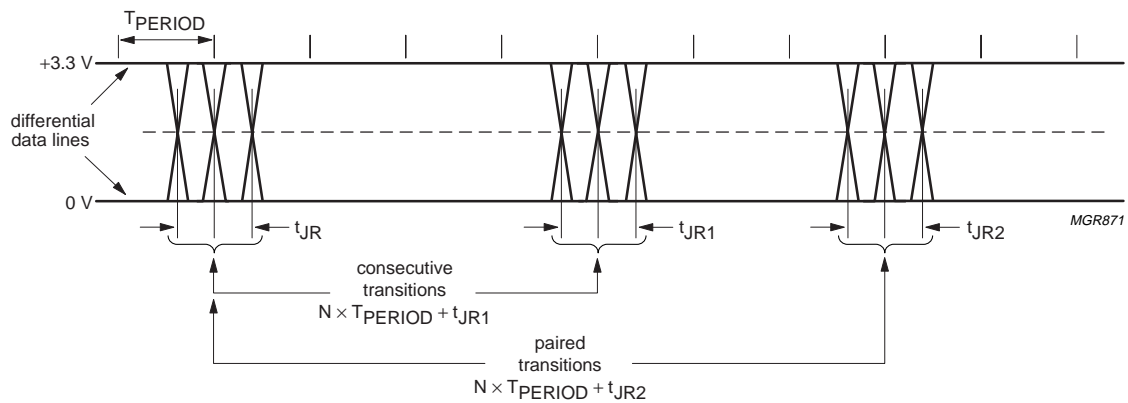 TPERIOD
+3.3 V
differential
data lines
0 V
tJR
tJR1
tJR2
MGR871
consecutive
transitions
N × TPERIOD + tJR1
paired
transitions
N × TPERIOD + tJR2